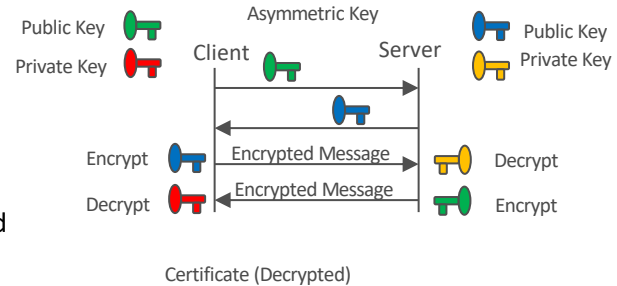 Asymmetric Key
Public Key
Private Key
Client
Server
Public Key
Private Key
Encrypt
Encrypted Message
Decrypt
Decrypt
Encrypted Message
Encrypt
d
Certificate (Decrypted)